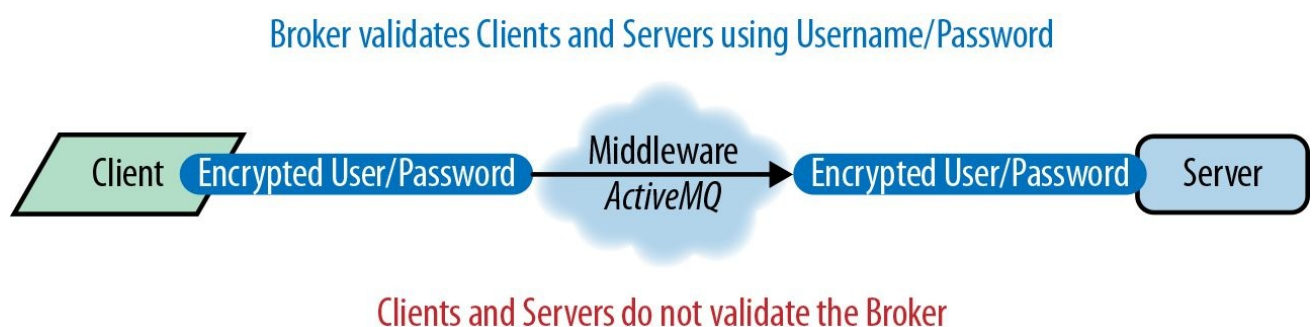 Broker validates Clients and Servers using Username/Password
Client
Encrypted User/Password
Middleware
ActiveMQ
Encrypted User/Password
Server
Clients and Servers do not validate the Broker